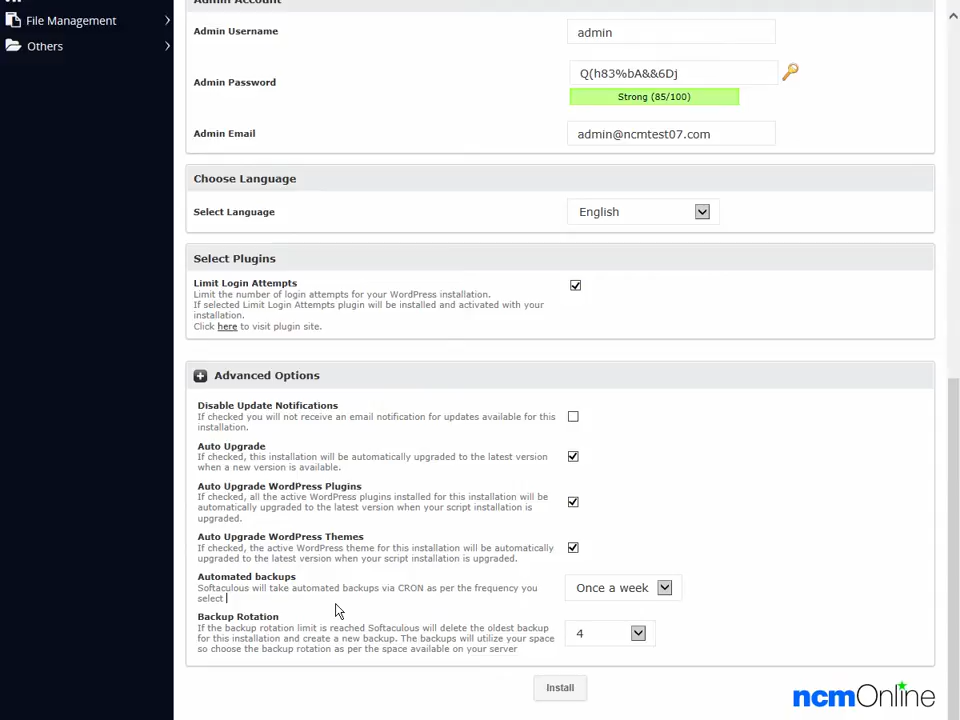 Admin Account
File Management
Others
Admin Username
admin
Admin Password
Q(h83%bA&&6Dj
Strong (85/100)
Admin Email
admin@ncmtest07.com
Choose Language
Select Language
English
Select Plugins
Limit Login Attempts
Limit the number of login attempts for your WordPress installation.
If selected Limit Login Attempts plugin will be installed and activated with your
installation.
Click here to visit plugin site.
Advanced Options
Disable Update Notifications
If checked you will not receive an email notification for updates available for this
installation.
Auto Upgrade
If checked, this installation will be automatically upgraded to the latest version
when a new version is available.
Auto Upgrade WordPress Plugins
If checked, all the active WordPress plugins installed for this installation will be
automatically upgraded to the latest version when your script installation is
upgraded.
Auto Upgrade WordPress Themes
If checked, the active WordPress theme for this installation will be automatically
upgraded to the latest version when your script installation is upgraded.
Automated backups
Softaculous will take automated backups via CRON as per the frequency you
select
Once a week
Backup Rotation
If the backup rotation limit is reached Softaculous will delete the oldest backup
for this installation and create a new backup. The backups will utilize your space
so choose the backup rotation as per the space available on your server
4
Install
ncmOnline